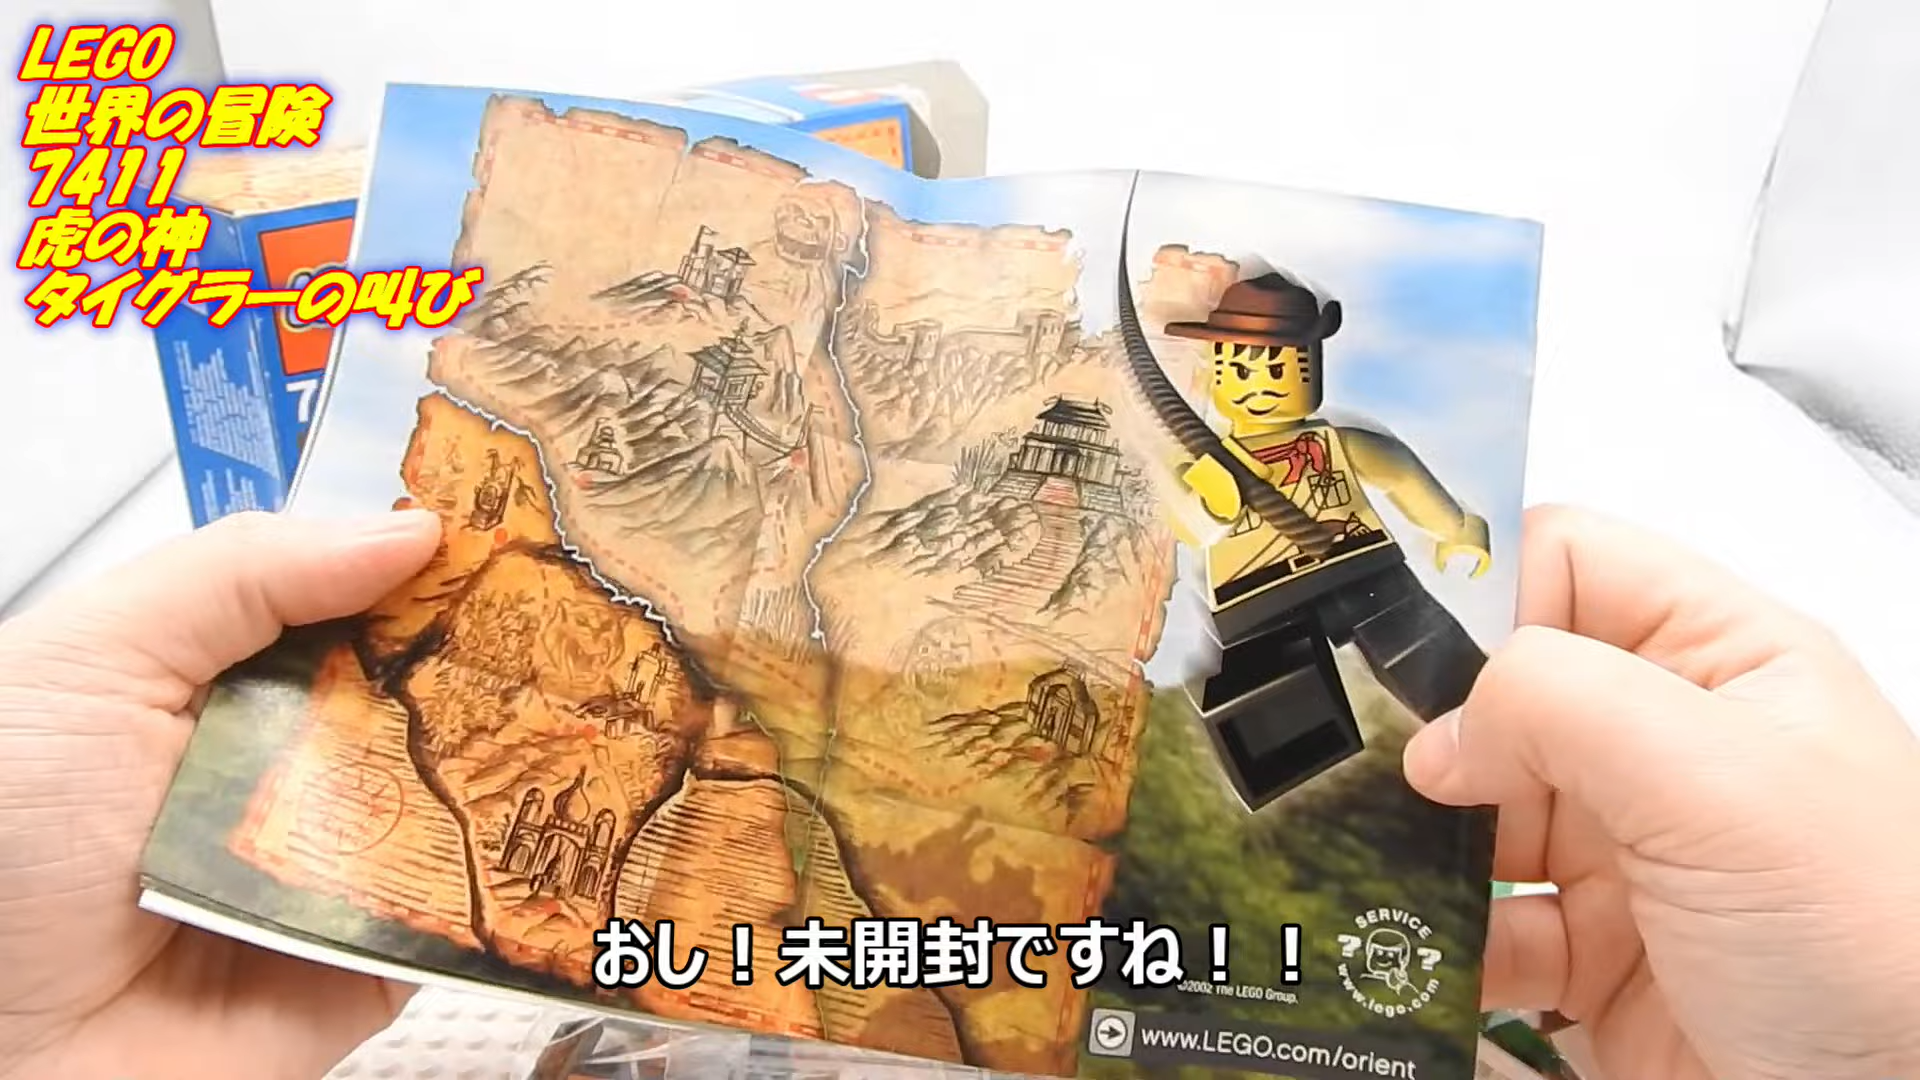 LEGO
世界の冒険
7411
虎の神
タイグラーの叫び
7
おし！未開封ですね！！
©2002 The LEGO Group.
SERVICE
? ?
www.lego.com
www.LEGO.com/orient